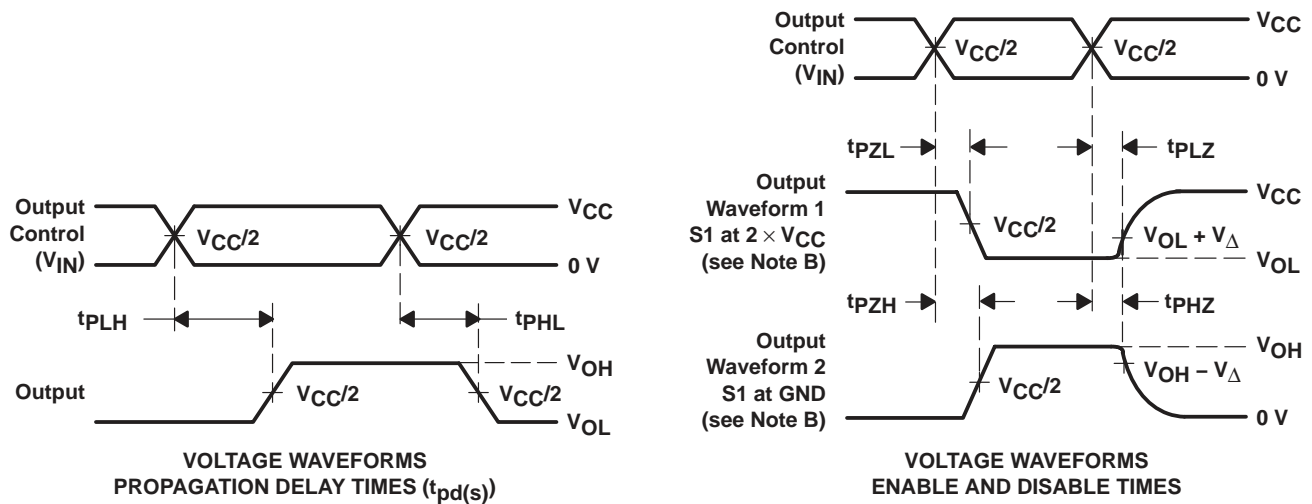 Output
Control
(VIN)
VCC
VCC/2
VCC/2
0 V
tPLH
tPHL
Output
VOH
VCC/2
VCC/2
VOL
VOLTAGE WAVEFORMS
PROPAGATION DELAY TIMES (tpd(s))
Output
Control
(VIN)
VCC
VCC/2
VCC/2
0 V
tPZL
tPLZ
Output
Waveform 1
S1 at 2 × VCC
(see Note B)
VCC
VCC/2
VOL + VΔ
VOL
tPZH
tPHZ
Output
Waveform 2
S1 at GND
(see Note B)
VOH
VOH − VΔ
VCC/2
0 V
VOLTAGE WAVEFORMS
ENABLE AND DISABLE TIMES